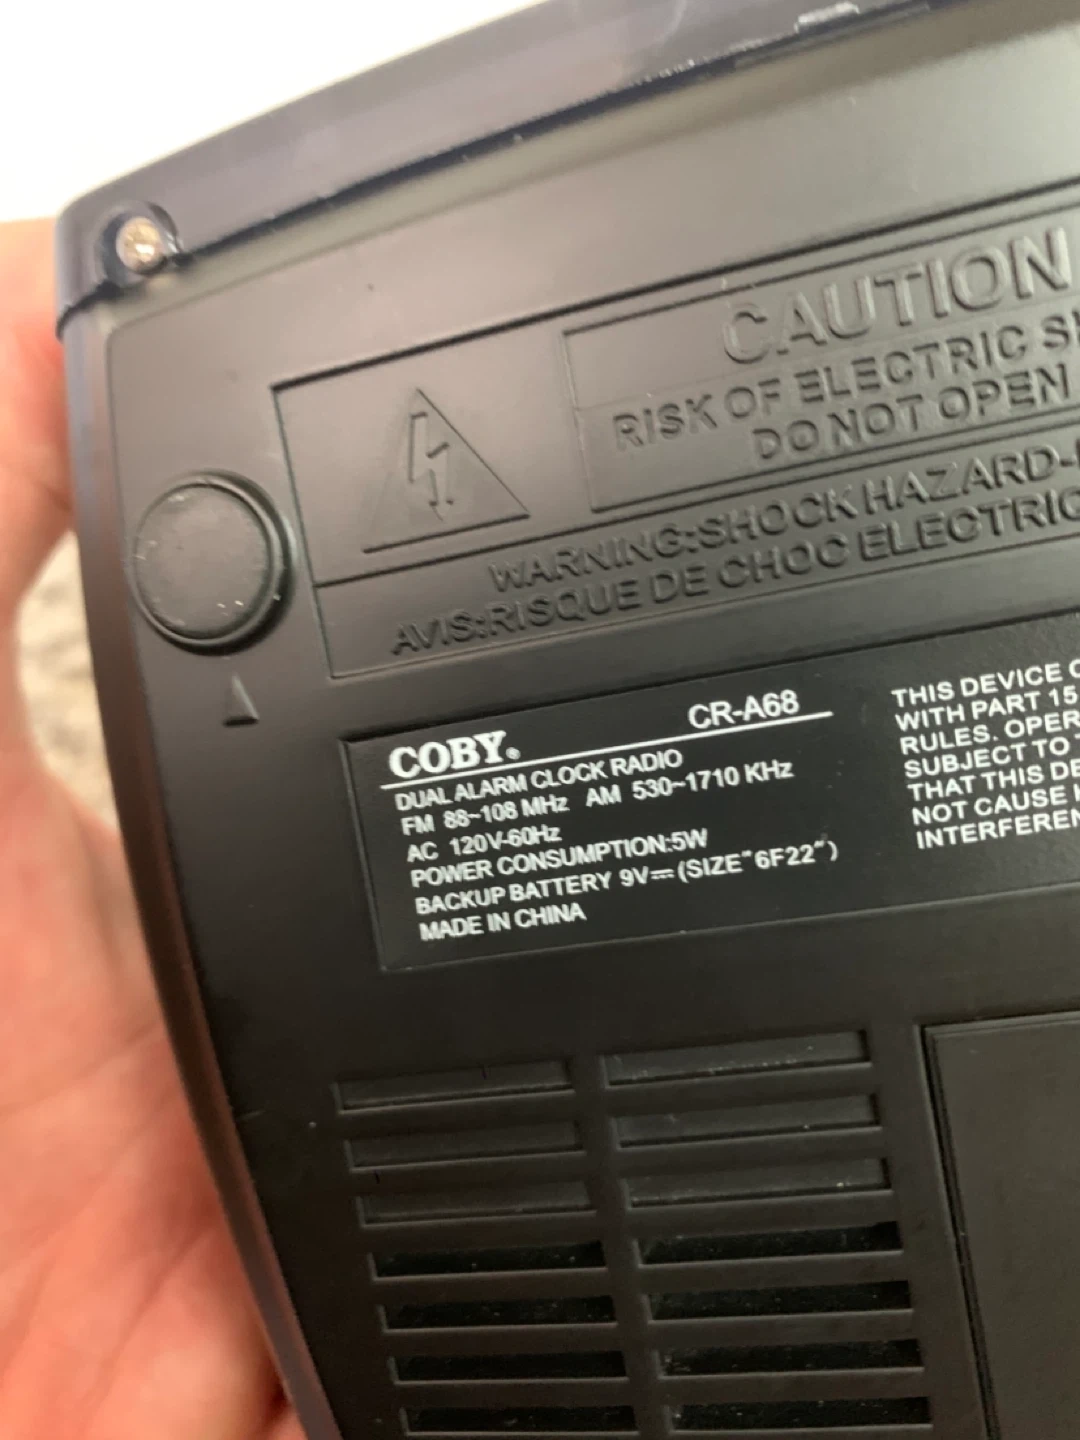 CAUTION
RISK OF ELECTRIC
DO NOT OPEN
WARNING:SHOCK HAZARD-
AVIS:RISQUE DE CHOC ELECTRIC
COBY® CR-A68
DUAL ALARM CLOCK RADIO
FM 88~108 MHz AM 530~1710 KHz
AC 120V-60Hz
POWER CONSUMPTION:5W
BACKUP BATTERY 9V⎓(SIZE"6F22")
MADE IN CHINA
THIS DEVICE
WITH PART 15
RULES. OPER
SUBJECT TO
THAT THIS DE
NOT CAUSE
INTERFEREN